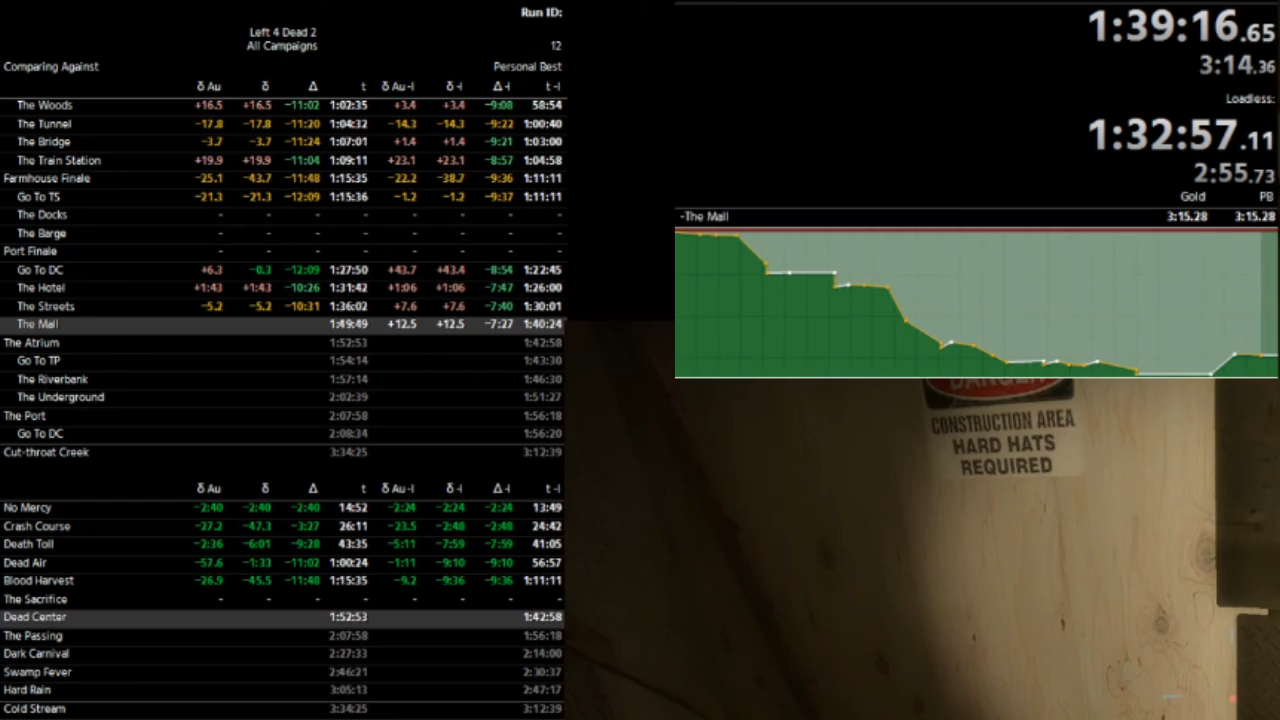 Run ID:
Left 4 Dead 2
All Campaigns
12
Comparing Against Personal Best
δ Au δ Δ t δ Au-I δ -I Δ -I t -I
The Woods +16.5 +16.5 −11:02 1:02:35 +3.4 +3.4 −9:08 58:54
The Tunnel −17.8 −17.8 −11:20 1:04:32 −14.3 −14.3 −9:22 1:00:40
The Bridge −3.7 −3.7 −11:24 1:07:01 +1.4 +1.4 −9:21 1:03:00
The Train Station +19.9 +19.9 −11:04 1:09:11 +23.1 +23.1 −8:57 1:04:58
Farmhouse Finale −25.1 −43.7 −11:48 1:15:35 −22.2 −38.7 −9:36 1:11:11
Go To TS −21.3 −21.3 −12:09 1:15:36 −1.2 −1.2 −9:37 1:11:11
The Docks - - - - - - - -
The Barge - - - - - - - -
Port Finale - - - - - - - -
Go To DC +6.3 −0.3 −12:09 1:27:50 +43.7 +43.4 −8:54 1:22:45
The Hotel +1:43 +1:43 −10:26 1:31:42 +1:06 +1:06 −7:47 1:26:00
The Streets −5.2 −5.2 −10:31 1:36:02 +7.6 +7.6 −7:40 1:30:01
The Mall 1:49:49 +12.5 +12.5 −7:27 1:40:24
The Atrium 1:52:53 1:42:58
Go To TP 1:54:14 1:43:30
The Riverbank 1:57:14 1:46:30
The Underground 2:02:39 1:51:27
The Port 2:07:58 1:56:18
Go To DC 2:08:34 1:56:20
Cut-throat Creek 3:34:25 3:12:39
δ Au δ Δ t δ Au-I δ -I Δ -I t -I
No Mercy −2:40 −2:40 −2:40 14:52 −2:24 −2:24 −2:24 13:49
Crash Course −27.2 −47.3 −3:27 26:11 −23.5 −2:48 −2:48 24:42
Death Toll −2:36 −6:01 −9:28 43:35 −5:11 −7:59 −7:59 41:05
Dead Air −57.6 −1:33 −11:02 1:00:24 −1:11 −9:10 −9:10 56:57
Blood Harvest −26.9 −45.5 −11:48 1:15:35 −9.2 −9:36 −9:36 1:11:11
The Sacrifice - - - - - - - -
Dead Center 1:52:53 1:42:58
The Passing 2:07:58 1:56:18
Dark Carnival 2:27:33 2:14:00
Swamp Fever 2:46:21 2:30:37
Hard Rain 3:05:13 2:47:17
Cold Stream 3:34:25 3:12:39
1:39:16.65
3:14.36
Loadless:
1:32:57.11
2:55.73
Gold PB
-The Mall 3:15.28 3:15.28
DANGER
CONSTRUCTION AREA
HARD HATS
REQUIRED